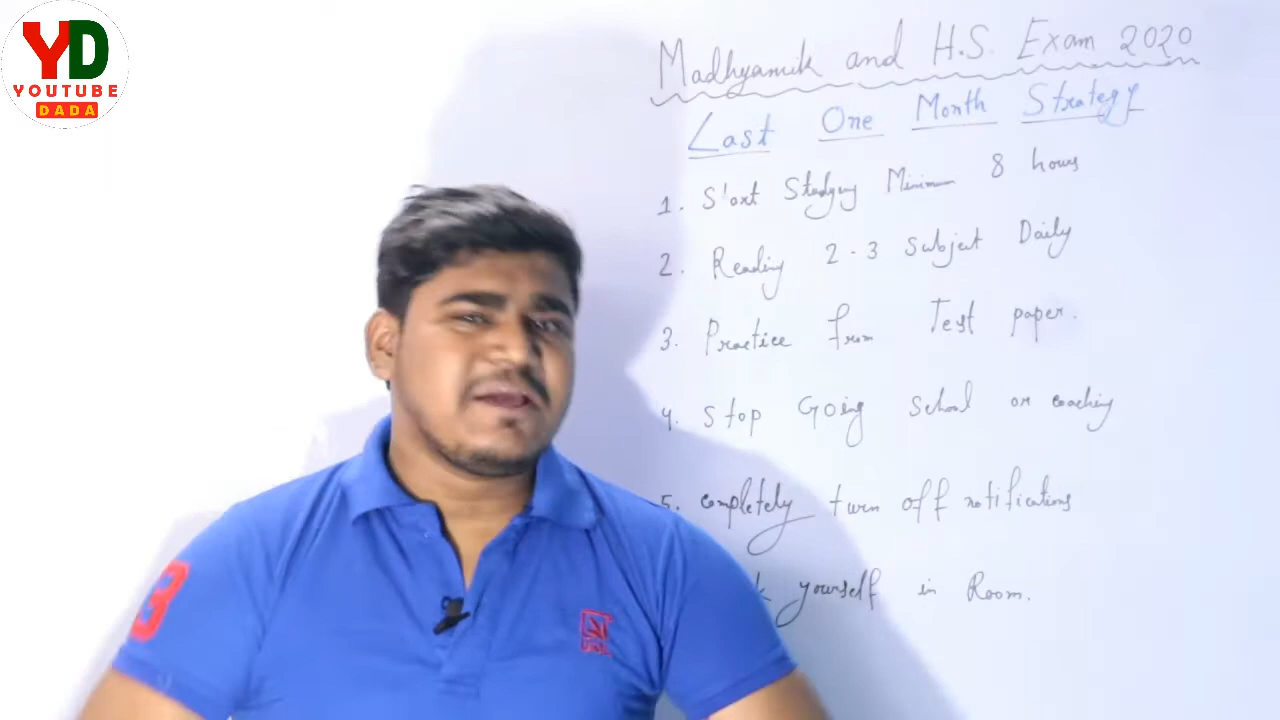 YD
YOUTUBE
DADA
Madhyamik and H.S. Exam 2020
Last One Month Strategy
1. Start Studying Minimum 8 hours
2. Reading 2-3 Subject Daily
3. Practice from Test paper.
4. Stop Going School or coaching
5. completely turn off notifications
yourself in Room.
3